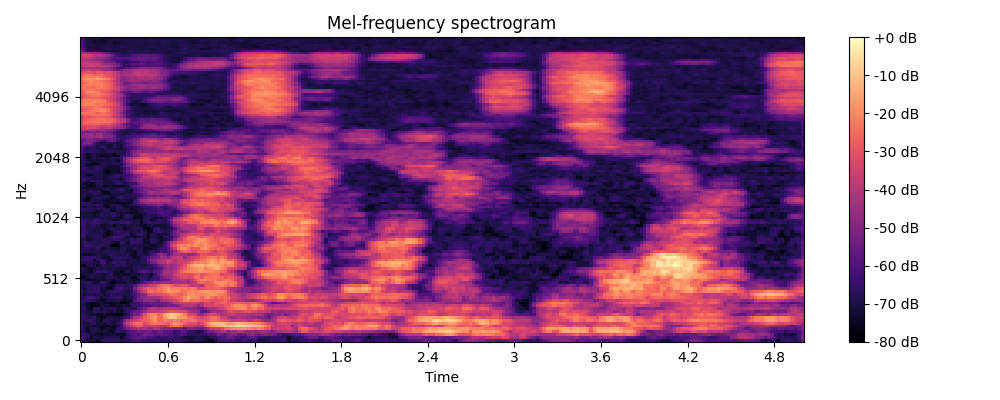 Mel-frequency spectrogram
+0 dB
-10 dB
-20 dB
-30 dB
-40 dB
-50 dB
-60 dB
-70 dB
-80 dB
Hz
4096
2048
1024
512
0
0 0.6 1.2 1.8 2.4 3 3.6 4.2 4.8
Time